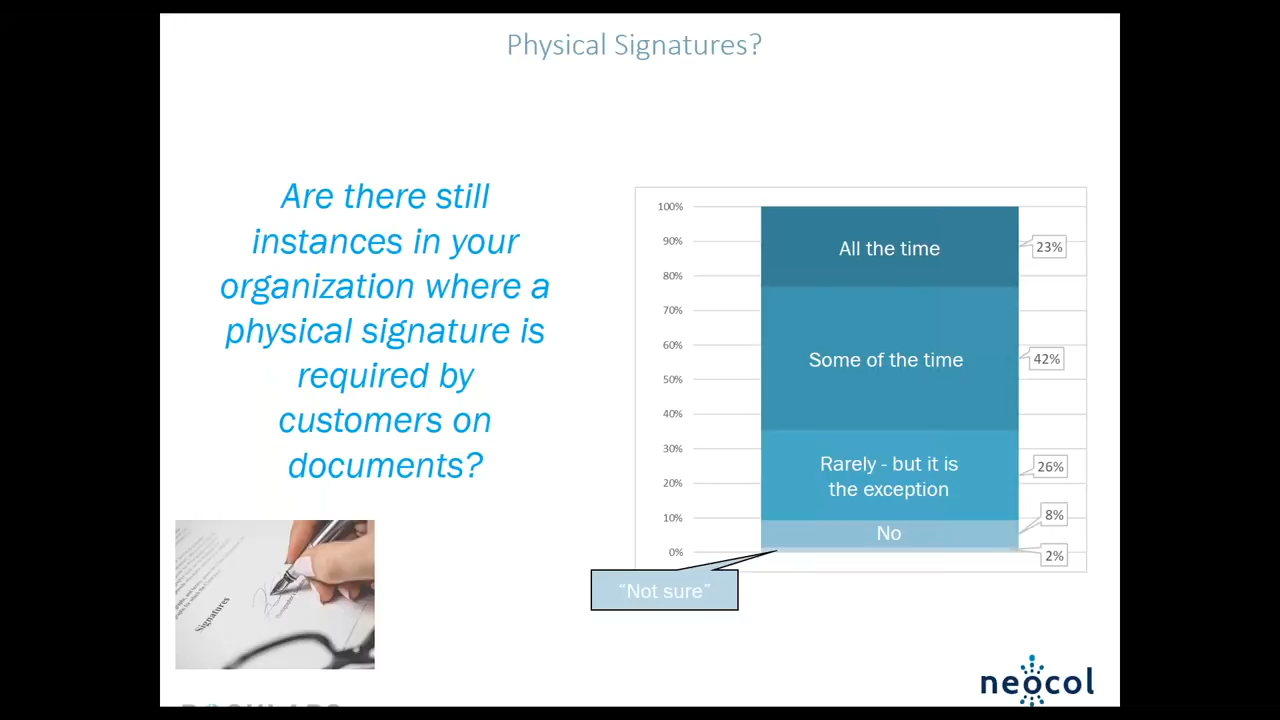 Physical Signatures?
Are there still
instances in your
organization where a
physical signature is
required by
customers on
documents?
100%
90%
80%
70%
60%
50%
40%
30%
20%
10%
0%
All the time
23%
Some of the time
42%
Rarely - but it is
the exception
26%
No
8%
2%
“Not sure”
Signatures
neocol